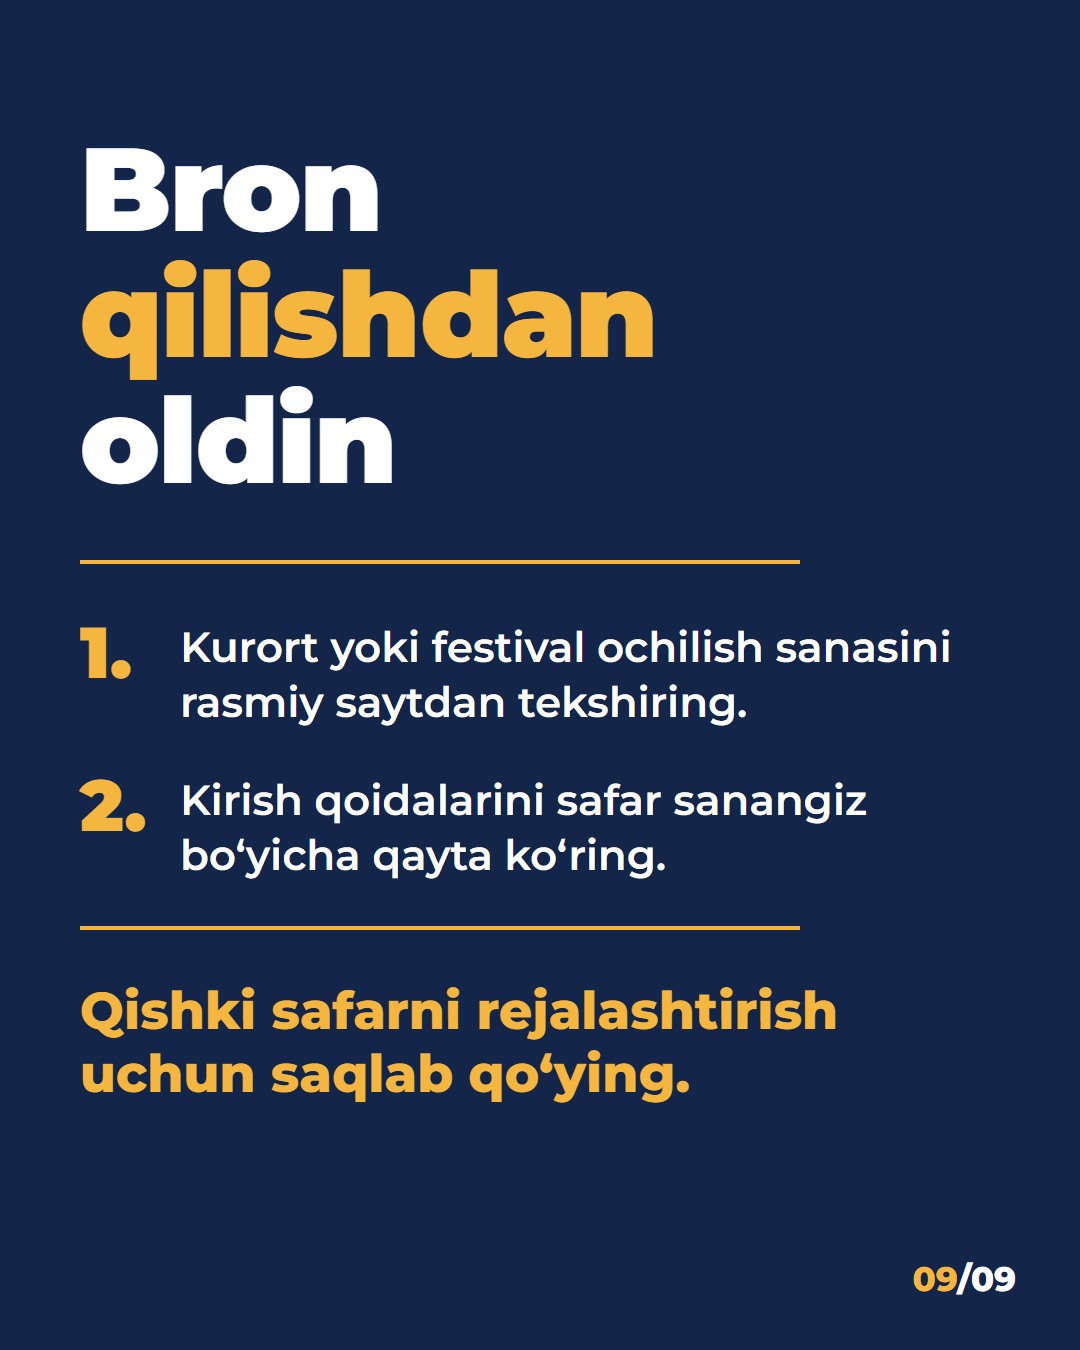 Bron
qilishdan
oldin
1. Kurort yoki festival ochilish sanasini
rasmiy saytdan tekshiring.
2. Kirish qoidalarini safar sanangiz
bo‘yicha qayta ko‘ring.
Qishki safarni rejalashtirish
uchun saqlab qo‘ying.
09/09